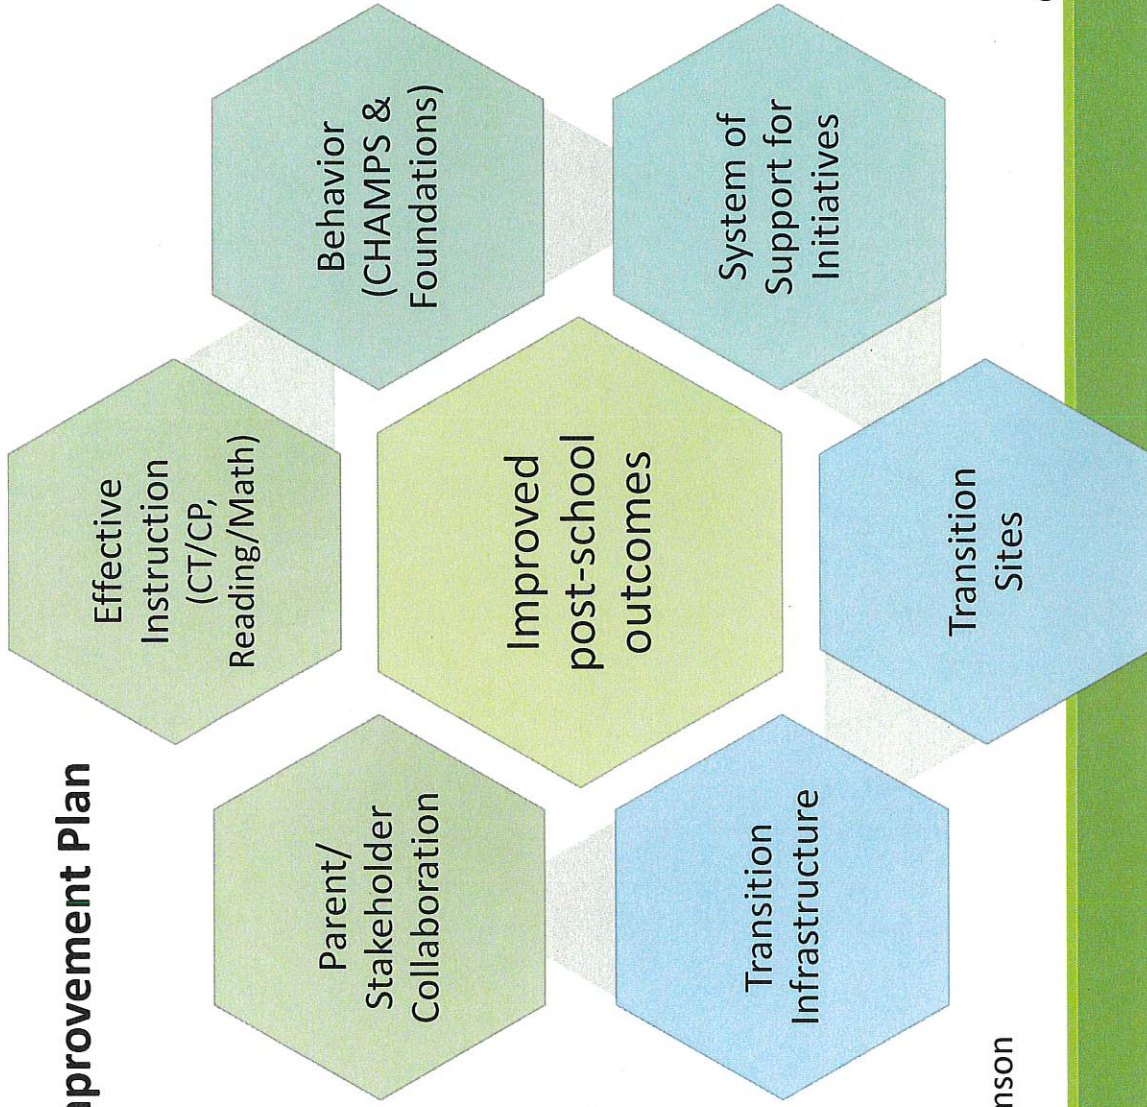 mprovement Plan
Effective
Instruction
(CT/CP,
Reading/Math)
Behavior
(CHAMPS &
Foundations)
System of
Support for
Initiatives
Transition
Sites
Transition
Infrastructure
Parent/
Stakeholder
Collaboration
Improved
post-school
outcomes
nson